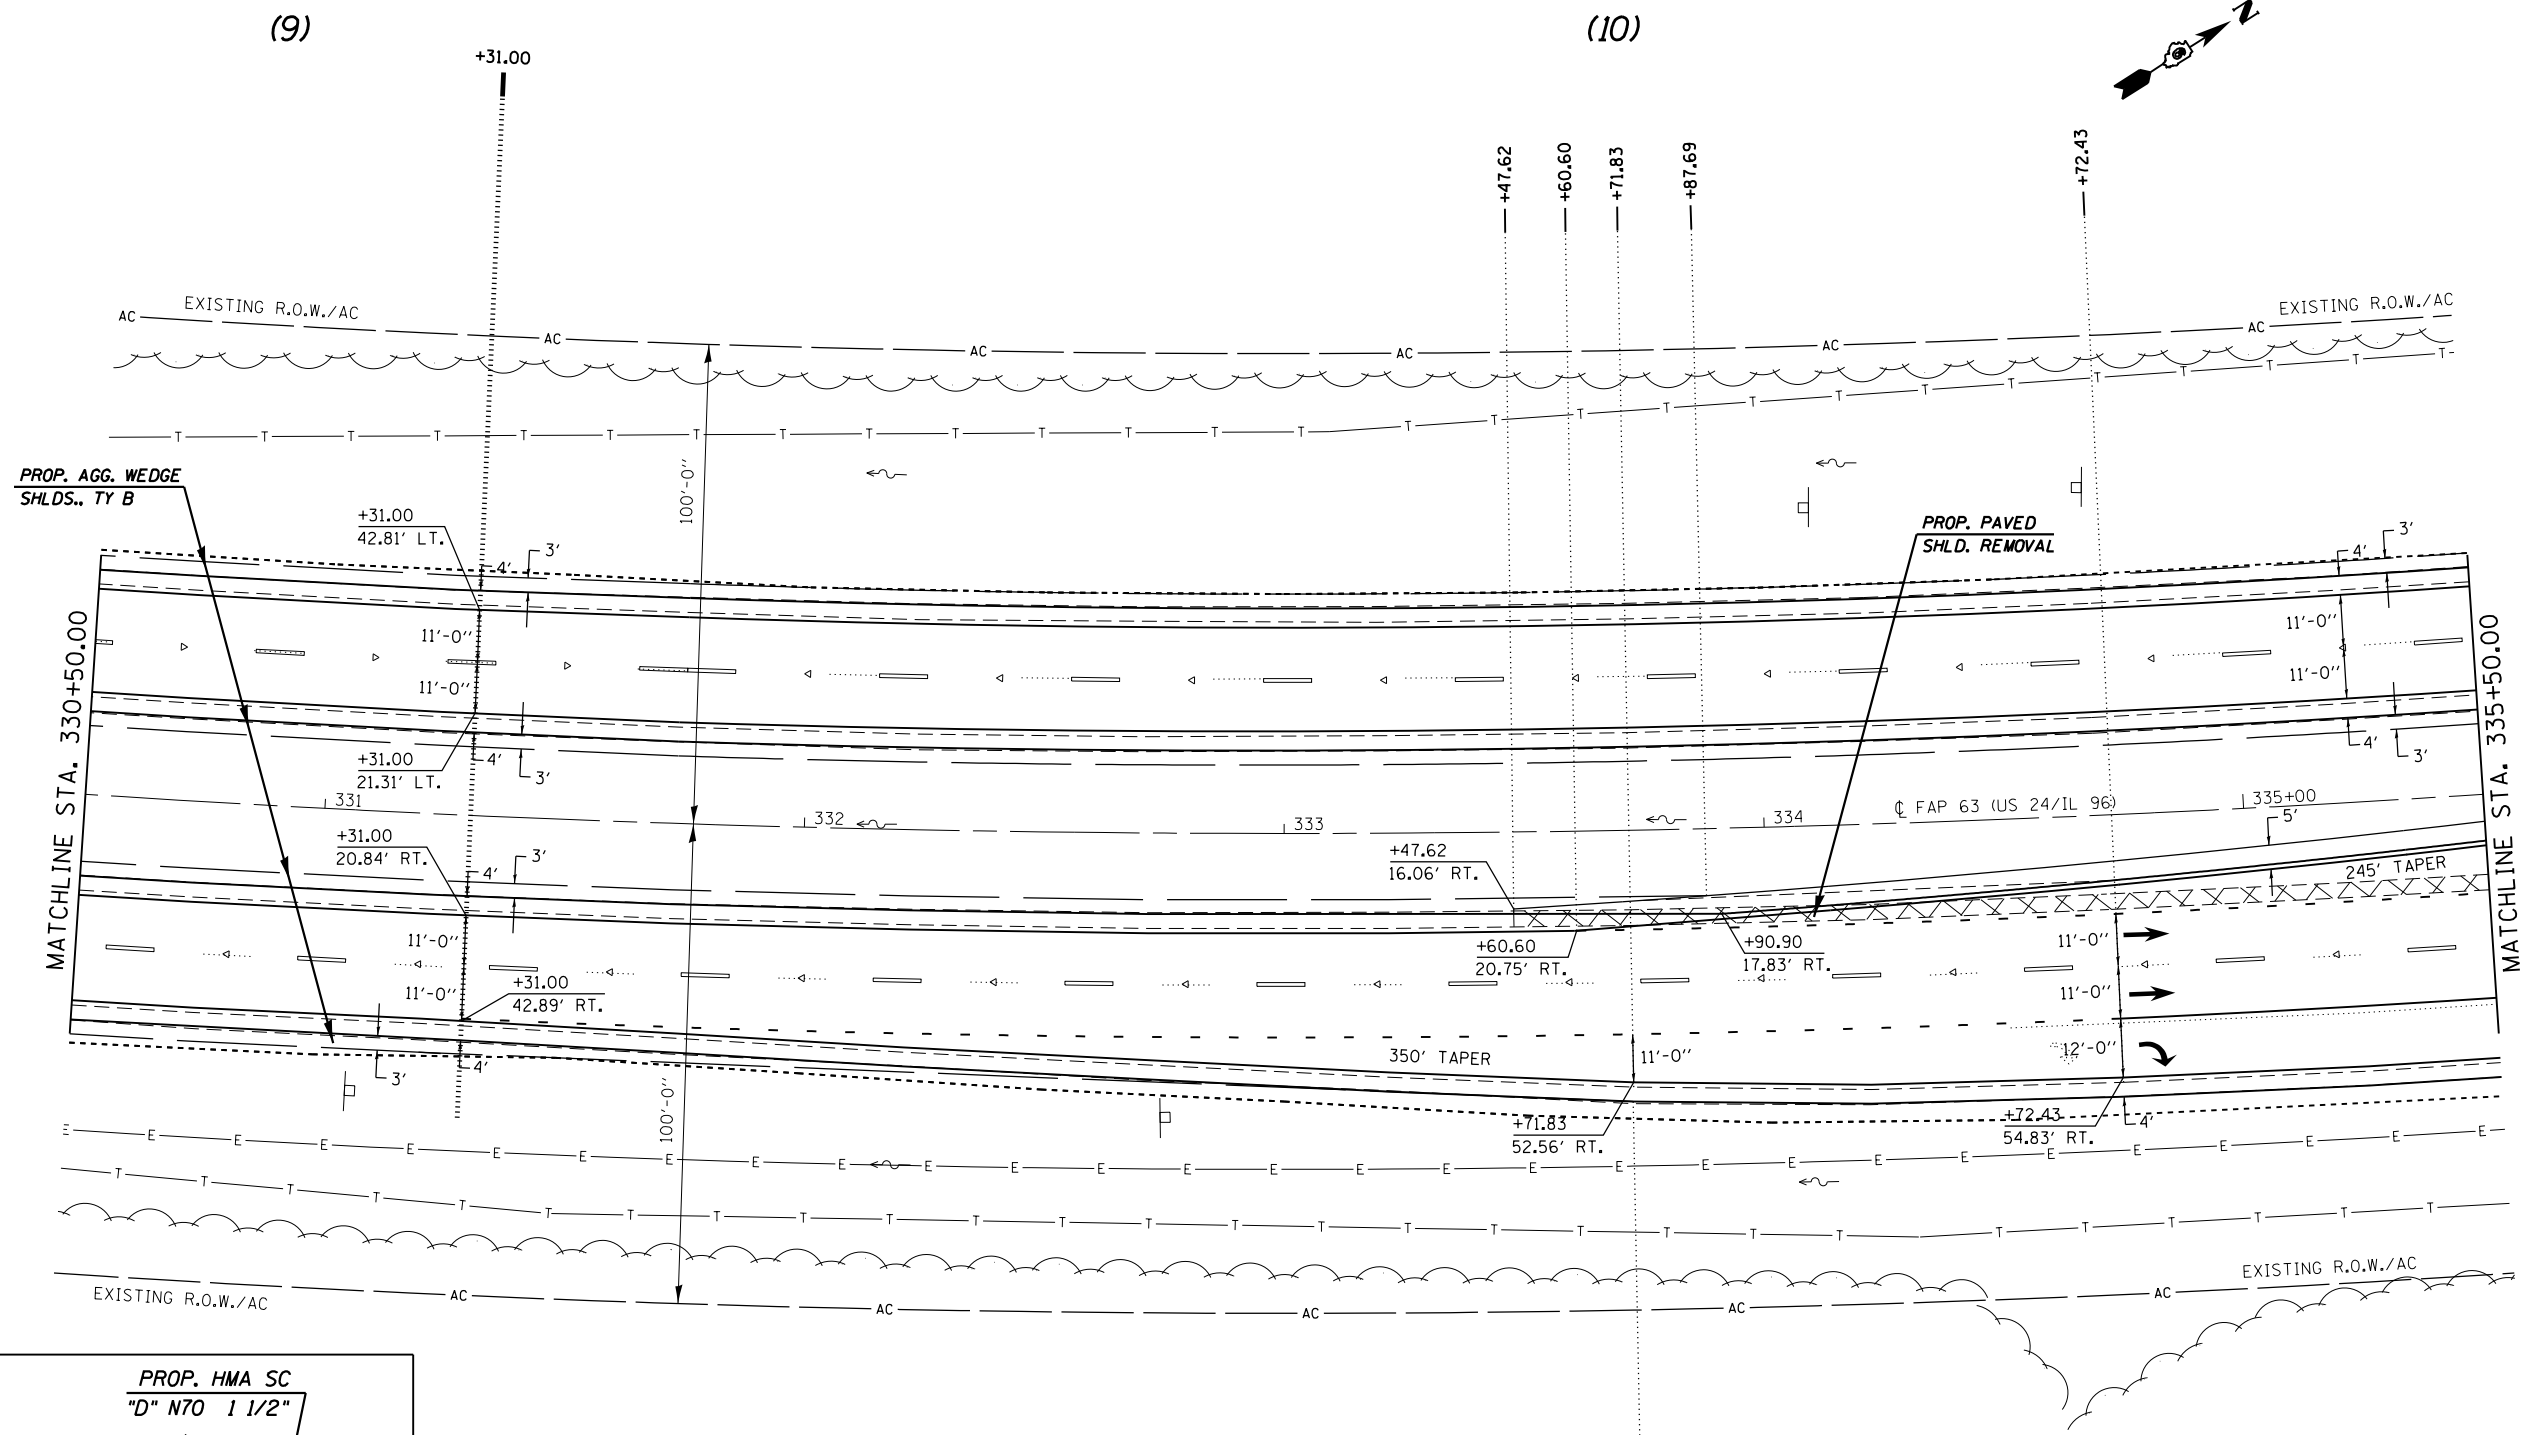 (9)
(10)
N
+31.00
+47.62
+60.60
+71.83
+87.69
+72.43
EXISTING R.O.W./AC
EXISTING R.O.W./AC
AC
AC
AC
AC
AC
AC
T T T T T T T T T T T T T T T T T T T T T T T T T T T
100'-0''
PROP. AGG. WEDGE
SHLDS., TY B
+31.00
42.81' LT.
4'
3'
PROP. PAVED
SHLD. REMOVAL
4'
3'
11'-0''
11'-0''
11'-0''
11'-0''
MATCHLINE STA. 330+50.00
MATCHLINE STA. 335+50.00
+31.00
21.31' LT.
4'
3'
4'
3'
331
332
333
334
℄ FAP 63 (US 24/IL 96)
335+00
5'
+31.00
20.84' RT.
4'
3'
+47.62
16.06' RT.
245' TAPER
11'-0''
11'-0''
+60.60
20.75' RT.
+90.90
17.83' RT.
11'-0''
11'-0''
+31.00
42.89' RT.
350' TAPER
11'-0''
12'-0''
3'
4'
100'-0''
+71.83
52.56' RT.
+72.43
54.83' RT.
4'
E E E E E E E E E E E E E E E E E E E E E E E E E E E E E
T T T T T T T T T T T T T T T T T T T T T T T T T T T T
EXISTING R.O.W./AC
EXISTING R.O.W./AC
AC
AC
AC
AC
AC
PROP. HMA SC
"D" N70 1 1/2"